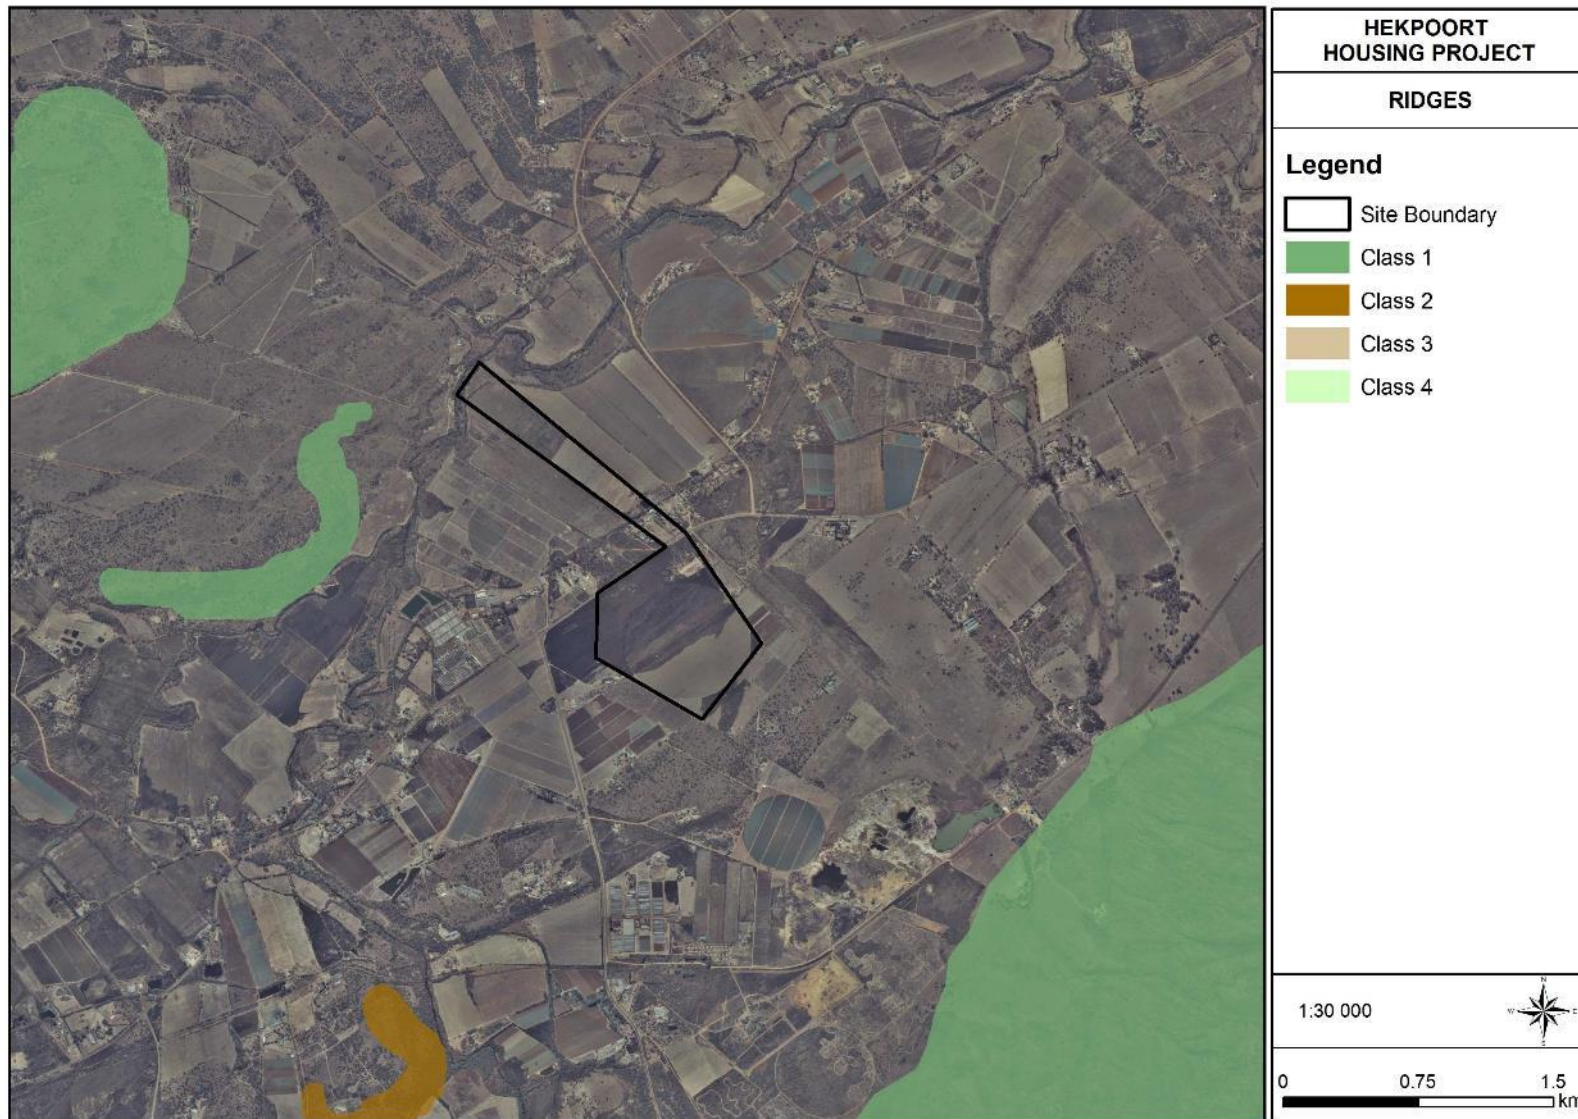 HEKPOORT
HOUSING PROJECT
RIDGES
Legend
Site Boundary
Class 1
Class 2
Class 3
Class 4
1:30 000
N
W E
S
0 0.75 1.5
km